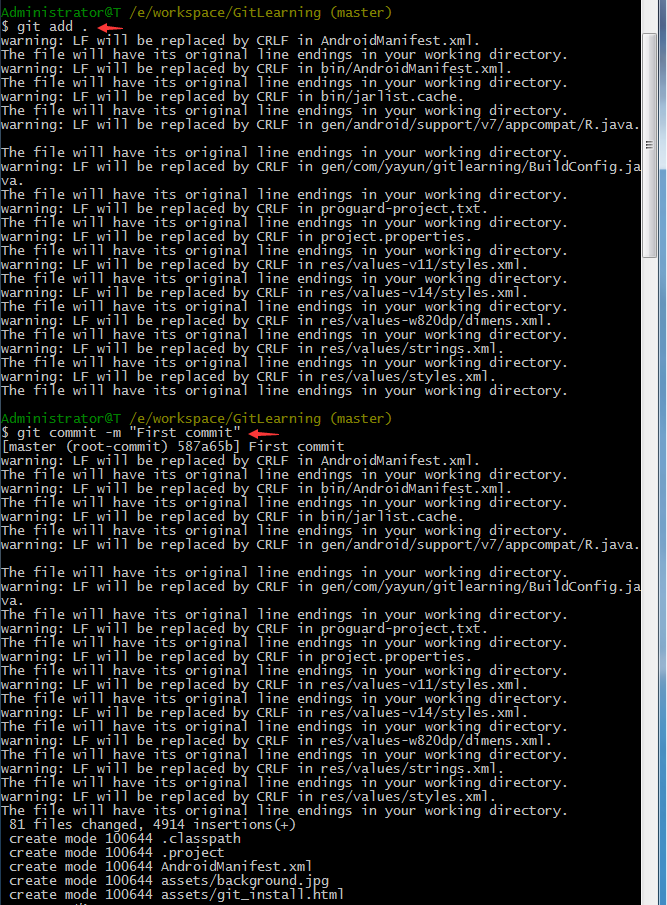 Administrator@T /e/workspace/GitLearning (master)
$ git add .
warning: LF will be replaced by CRLF in AndroidManifest.xml.
The file will have its original line endings in your working directory.
warning: LF will be replaced by CRLF in bin/AndroidManifest.xml.
The file will have its original line endings in your working directory.
warning: LF will be replaced by CRLF in bin/jarlist.cache.
The file will have its original line endings in your working directory.
warning: LF will be replaced by CRLF in gen/android/support/v7/appcompat/R.java.
The file will have its original line endings in your working directory.
warning: LF will be replaced by CRLF in gen/com/yayun/gitlearning/BuildConfig.ja
va.
The file will have its original line endings in your working directory.
warning: LF will be replaced by CRLF in proguard-project.txt.
The file will have its original line endings in your working directory.
warning: LF will be replaced by CRLF in project.properties.
The file will have its original line endings in your working directory.
warning: LF will be replaced by CRLF in res/values-v11/styles.xml.
The file will have its original line endings in your working directory.
warning: LF will be replaced by CRLF in res/values-v14/styles.xml.
The file will have its original line endings in your working directory.
warning: LF will be replaced by CRLF in res/values-w820dp/dimens.xml.
The file will have its original line endings in your working directory.
warning: LF will be replaced by CRLF in res/values/strings.xml.
The file will have its original line endings in your working directory.
warning: LF will be replaced by CRLF in res/values/styles.xml.
The file will have its original line endings in your working directory.
Administrator@T /e/workspace/GitLearning (master)
$ git commit -m "First commit"
[master (root-commit) 587a65b] First commit
warning: LF will be replaced by CRLF in AndroidManifest.xml.
The file will have its original line endings in your working directory.
warning: LF will be replaced by CRLF in bin/AndroidManifest.xml.
The file will have its original line endings in your working directory.
warning: LF will be replaced by CRLF in bin/jarlist.cache.
The file will have its original line endings in your working directory.
warning: LF will be replaced by CRLF in gen/android/support/v7/appcompat/R.java.
The file will have its original line endings in your working directory.
warning: LF will be replaced by CRLF in gen/com/yayun/gitlearning/BuildConfig.ja
va.
The file will have its original line endings in your working directory.
warning: LF will be replaced by CRLF in proguard-project.txt.
The file will have its original line endings in your working directory.
warning: LF will be replaced by CRLF in project.properties.
The file will have its original line endings in your working directory.
warning: LF will be replaced by CRLF in res/values-v11/styles.xml.
The file will have its original line endings in your working directory.
warning: LF will be replaced by CRLF in res/values-v14/styles.xml.
The file will have its original line endings in your working directory.
warning: LF will be replaced by CRLF in res/values-w820dp/dimens.xml.
The file will have its original line endings in your working directory.
warning: LF will be replaced by CRLF in res/values/strings.xml.
The file will have its original line endings in your working directory.
warning: LF will be replaced by CRLF in res/values/styles.xml.
The file will have its original line endings in your working directory.
81 files changed, 4914 insertions(+)
create mode 100644 .classpath
create mode 100644 .project
create mode 100644 AndroidManifest.xml
create mode 100644 assets/background.jpg
create mode 100644 assets/git_install.html